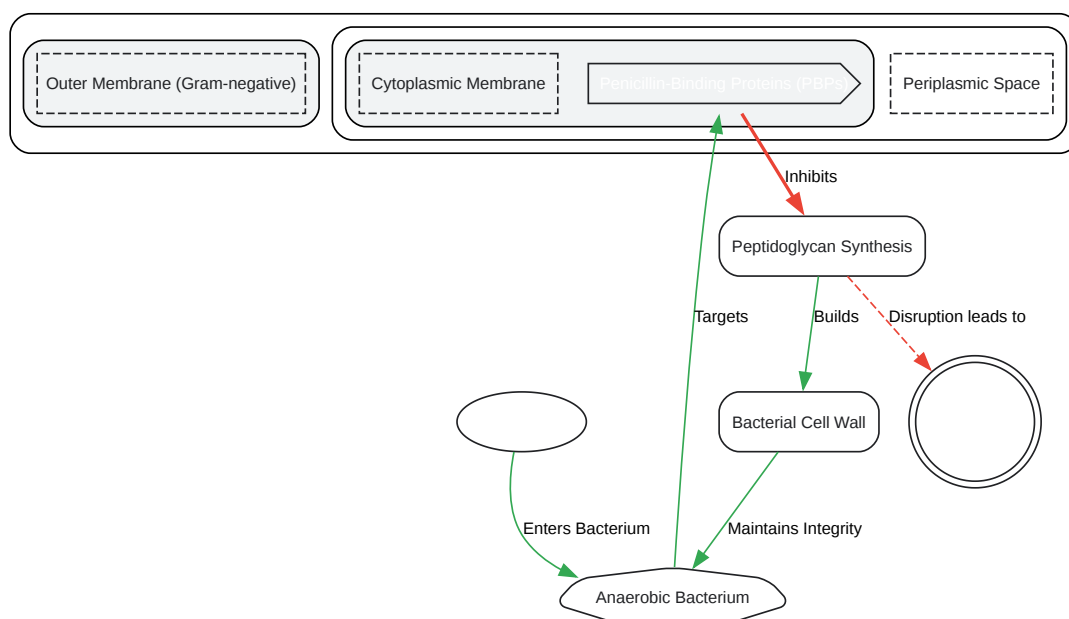 Outer Membrane (Gram-negative)
Cytoplasmic Membrane
Penicillin-Binding Proteins (PBPs)
Periplasmic Space
Inhibits
Peptidoglycan Synthesis
Targets
Builds
Disruption leads to
Bacterial Cell Wall
Enters Bacterium
Maintains Integrity
Anaerobic Bacterium